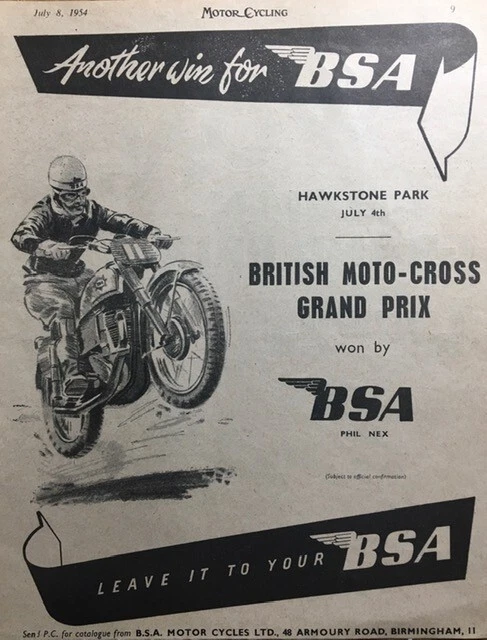 July 8, 1954
MOTOR CYCLING
9
Another win for BSA
HAWKSTONE PARK
JULY 4th
BRITISH MOTO-CROSS
GRAND PRIX
won by
BSA
PHIL NEX
(Subject to official confirmation)
11
LEAVE IT TO YOUR BSA
Send P.C. for catalogue from B.S.A. MOTOR CYCLES LTD., 48 ARMOURY ROAD, BIRMINGHAM, 11